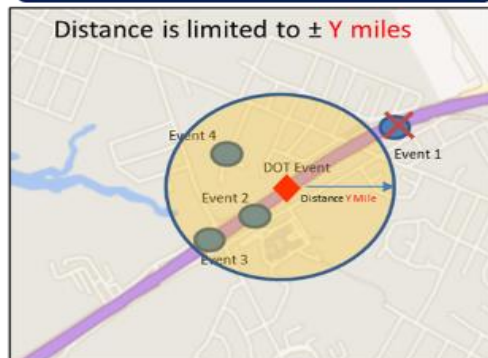 Distance is limited to ± Y miles
Event 4
Event 1
DOT Event
Distance Y Mile
Event 2
Event 3